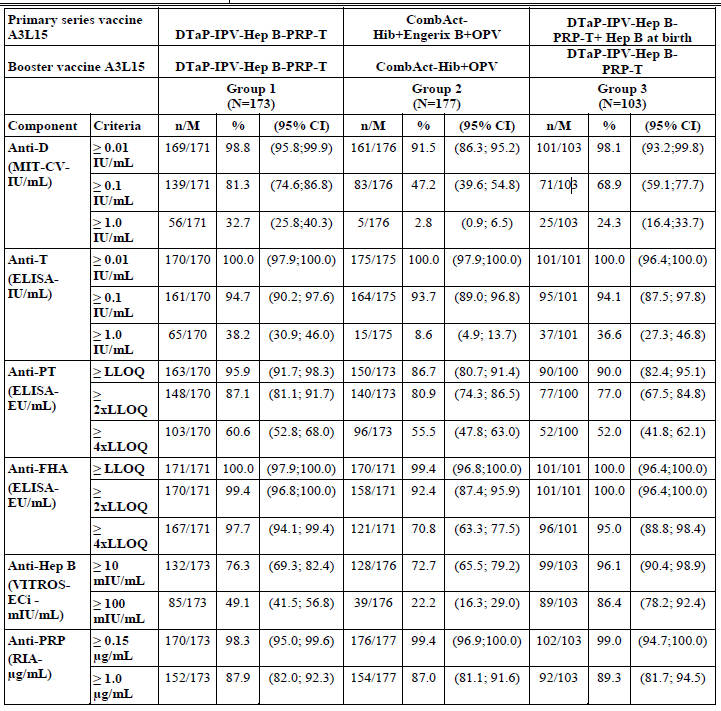 Primary series vaccine A3L15 | DTaP-IPV-Hep B-PRP-T | CombAct-Hib+Engerix B+OPV | DTaP-IPV-Hep B-PRP-T+ Hep B at birth
Booster vaccine A3L15 | DTaP-IPV-Hep B-PRP-T | CombAct-Hib+OPV | DTaP-IPV-Hep B-PRP-T
Group 1 (N=173) | Group 2 (N=177) | Group 3 (N=103)
Component | Criteria | n/M | % | (95% CI) | n/M | % | (95% CI) | n/M | % | (95% CI)
Anti-D (MIT-CV-IU/mL) | ≥ 0.01 IU/mL | 169/171 | 98.8 | (95.8;99.9) | 161/176 | 91.5 | (86.3; 95.2) | 101/103 | 98.1 | (93.2;99.8)
≥ 0.1 IU/mL | 139/171 | 81.3 | (74.6;86.8) | 83/176 | 47.2 | (39.6; 54.8) | 71/103 | 68.9 | (59.1;77.7)
≥ 1.0 IU/mL | 56/171 | 32.7 | (25.8;40.3) | 5/176 | 2.8 | (0.9; 6.5) | 25/103 | 24.3 | (16.4;33.7)
Anti-T (ELISA-IU/mL) | ≥ 0.01 IU/mL | 170/170 | 100.0 | (97.9;100.0) | 175/175 | 100.0 | (97.9;100.0) | 101/101 | 100.0 | (96.4;100.0)
≥ 0.1 IU/mL | 161/170 | 94.7 | (90.2; 97.6) | 164/175 | 93.7 | (89.0; 96.8) | 95/101 | 94.1 | (87.5; 97.8)
≥ 1.0 IU/mL | 65/170 | 38.2 | (30.9; 46.0) | 15/175 | 8.6 | (4.9; 13.7) | 37/101 | 36.6 | (27.3; 46.8)
Anti-PT (ELISA-EU/mL) | ≥ LLOQ | 163/170 | 95.9 | (91.7; 98.3) | 150/173 | 86.7 | (80.7; 91.4) | 90/100 | 90.0 | (82.4; 95.1)
≥ 2xLLOQ | 148/170 | 87.1 | (81.1; 91.7) | 140/173 | 80.9 | (74.3; 86.5) | 77/100 | 77.0 | (67.5; 84.8)
≥ 4xLLOQ | 103/170 | 60.6 | (52.8; 68.0) | 96/173 | 55.5 | (47.8; 63.0) | 52/100 | 52.0 | (41.8; 62.1)
Anti-FHA (ELISA-EU/mL) | ≥ LLOQ | 171/171 | 100.0 | (97.9;100.0) | 170/171 | 99.4 | (96.8;100.0) | 101/101 | 100.0 | (96.4;100.0)
≥ 2xLLOQ | 170/171 | 99.4 | (96.8;100.0) | 158/171 | 92.4 | (87.4; 95.9) | 101/101 | 100.0 | (96.4;100.0)
≥ 4xLLOQ | 167/171 | 97.7 | (94.1; 99.4) | 121/171 | 70.8 | (63.3; 77.5) | 96/101 | 95.0 | (88.8; 98.4)
Anti-Hep B (VITROS-ECi - mIU/mL) | ≥ 10 mIU/mL | 132/173 | 76.3 | (69.3; 82.4) | 128/176 | 72.7 | (65.5; 79.2) | 99/103 | 96.1 | (90.4; 98.9)
≥ 100 mIU/mL | 85/173 | 49.1 | (41.5; 56.8) | 39/176 | 22.2 | (16.3; 29.0) | 89/103 | 86.4 | (78.2; 92.4)
Anti-PRP (RIA-µg/mL) | ≥ 0.15 µg/mL | 170/173 | 98.3 | (95.0; 99.6) | 176/177 | 99.4 | (96.9;100.0) | 102/103 | 99.0 | (94.7;100.0)
≥ 1.0 µg/mL | 152/173 | 87.9 | (82.0; 92.3) | 154/177 | 87.0 | (81.1; 91.6) | 92/103 | 89.3 | (81.7; 94.5)